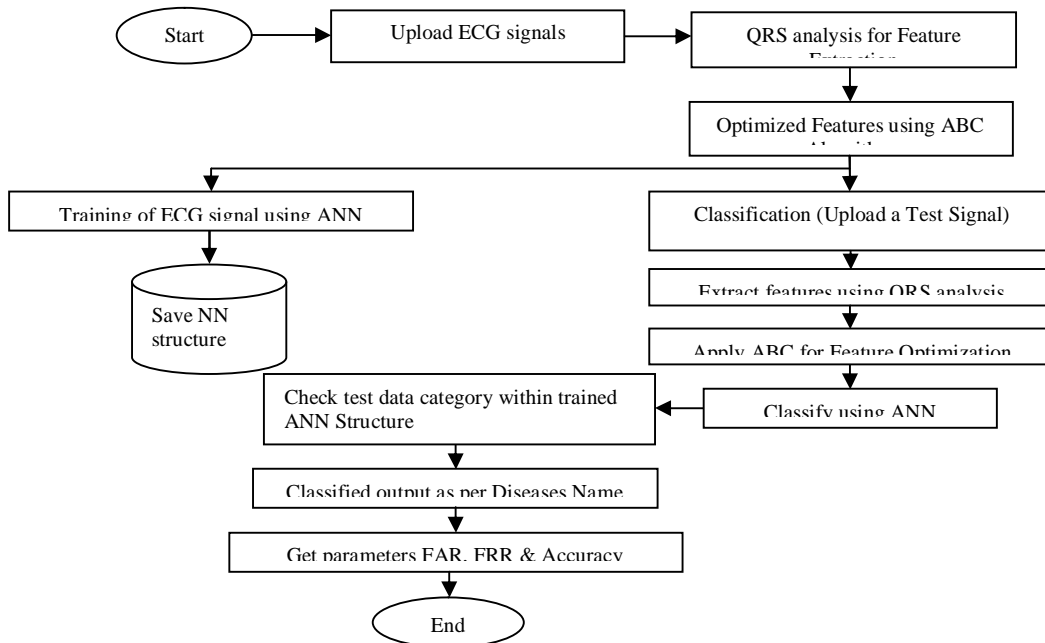 Start
Upload ECG signals
QRS analysis for Feature
Extraction
Optimized Features using ABC
Algorithm
Training of ECG signal using ANN
Classification (Upload a Test Signal)
Save NN
structure
Extract features using QRS analysis
Apply ABC for Feature Optimization
Check test data category within trained
ANN Structure
Classify using ANN
Classified output as per Diseases Name
Get parameters FAR, FRR & Accuracy
End